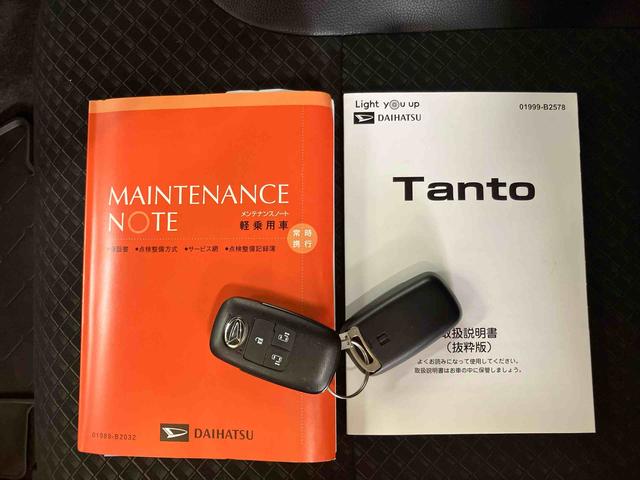 MAINTENANCE
NOTE
メンテナンスノート
軽乗用車
常時
携行
●点検整備方式 ●サービス網 ●点検整備記録簿
01999-B2032
DAIHATSU
Light you up
01999-B2578
DAIHATSU
Tanto
取扱説明書
（抜粋版）
よくお読みになって使用してください。
取扱説明書はお車の中に保管しましょう。